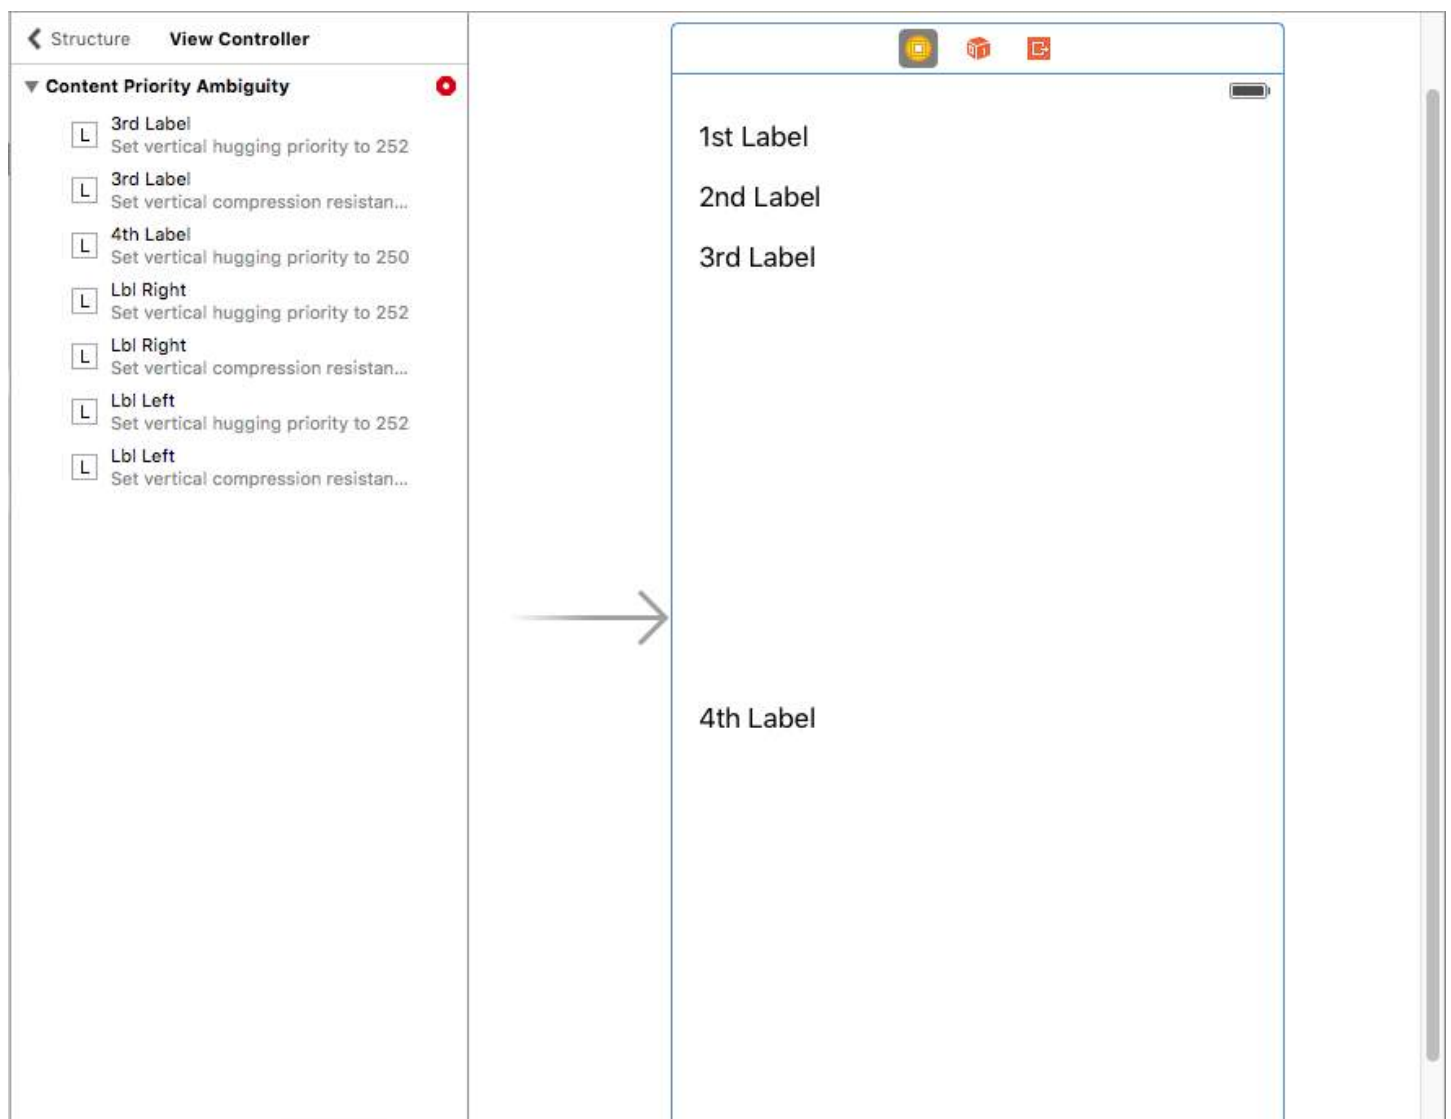 Structure View Controller
Content Priority Ambiguity
L 3rd Label
Set vertical hugging priority to 252
L 3rd Label
Set vertical compression resistan...
L 4th Label
Set vertical hugging priority to 250
L Lbl Right
Set vertical hugging priority to 252
L Lbl Right
Set vertical compression resistan...
L Lbl Left
Set vertical hugging priority to 252
L Lbl Left
Set vertical compression resistan...
1st Label
2nd Label
3rd Label
4th Label